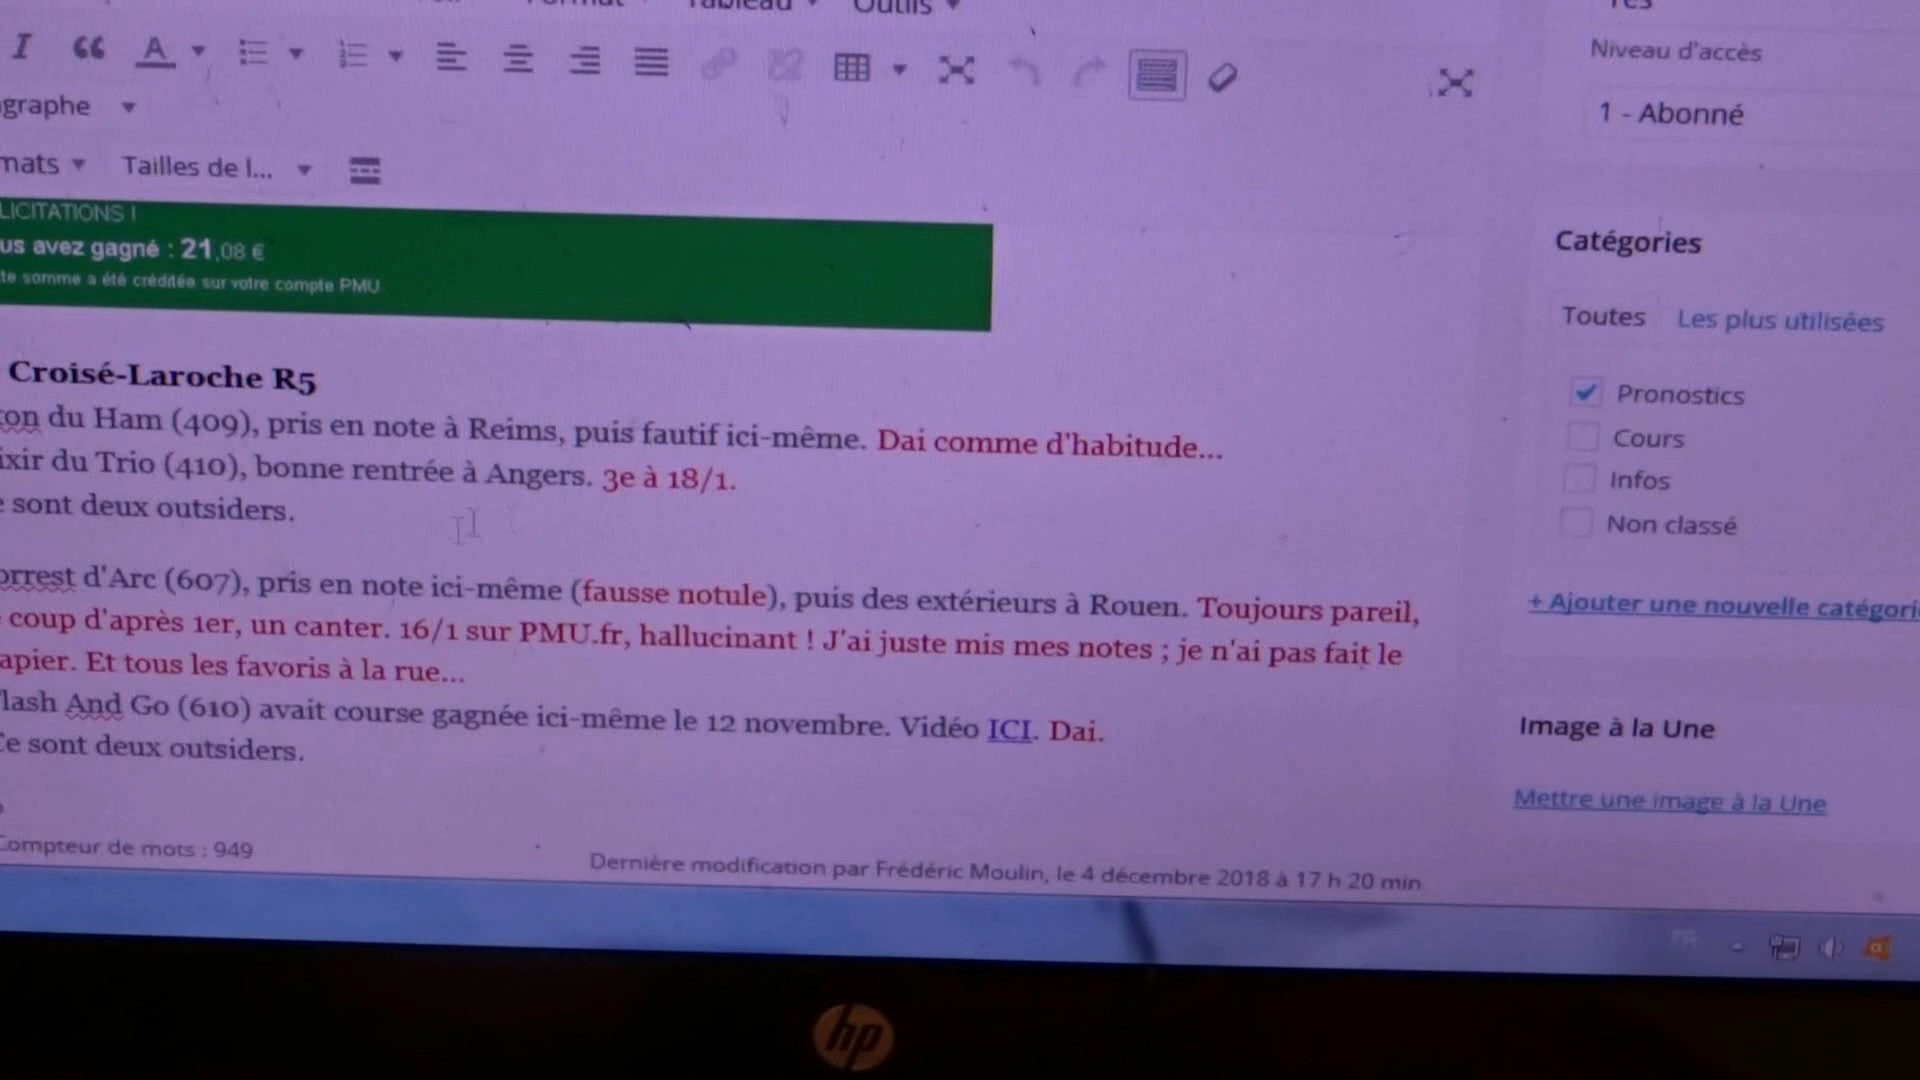 Outils
Niveau d'accès
1 - Abonné
graphe
mats
Tailles de l...
LICITATIONS !
us avez gagné : 21,08 €
te somme a été créditée sur votre compte PMU
Catégories
Toutes Les plus utilisées
Pronostics
Cours
Infos
Non classé
+ Ajouter une nouvelle catégori
Image à la Une
Mettre une image à la Une
Croisé-Laroche R5
ton du Ham (409), pris en note à Reims, puis fautif ici-même. Dai comme d'habitude...
ixir du Trio (410), bonne rentrée à Angers. 3e à 18/1.
e sont deux outsiders.
orrest d'Arc (607), pris en note ici-même (fausse notule), puis des extérieurs à Rouen. Toujours pareil,
coup d'après 1er, un canter. 16/1 sur PMU.fr, hallucinant ! J'ai juste mis mes notes ; je n'ai pas fait le
apier. Et tous les favoris à la rue...
lash And Go (610) avait course gagnée ici-même le 12 novembre. Vidéo ICI. Dai.
Ce sont deux outsiders.
Compteur de mots : 949
Dernière modification par Frédéric Moulin, le 4 décembre 2018 à 17 h 20 min
FR
hp